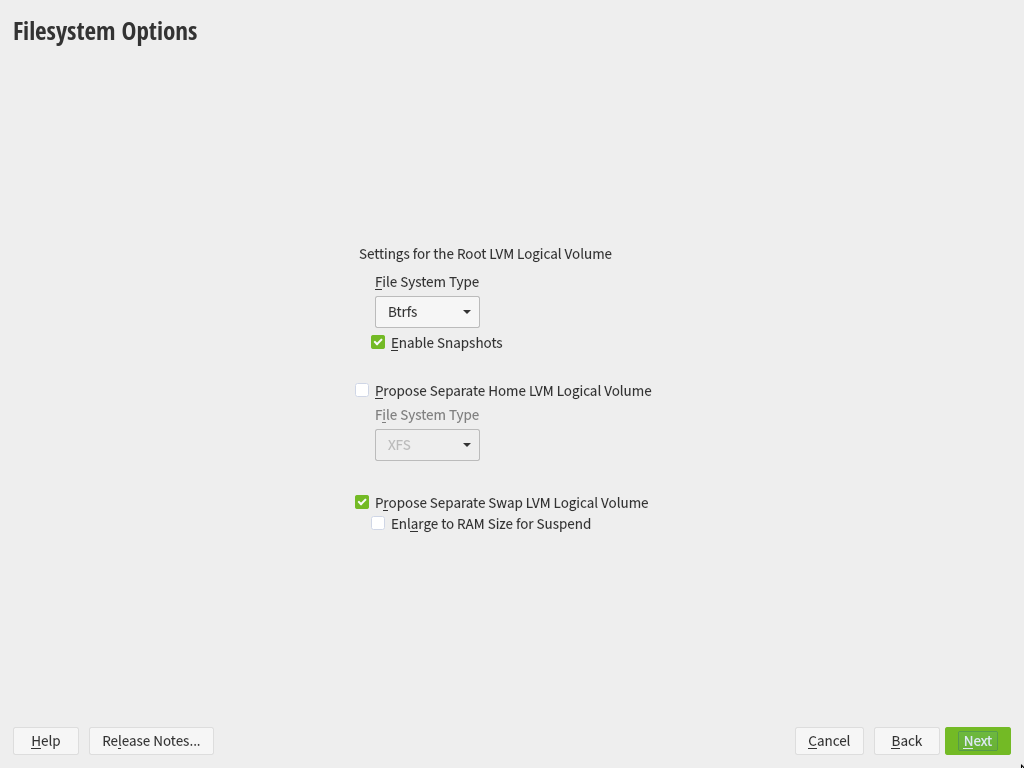 Filesystem Options
Settings for the Root LVM Logical Volume
File System Type
Btrfs
Enable Snapshots
Propose Separate Home LVM Logical Volume
File System Type
XFS
Propose Separate Swap LVM Logical Volume
Enlarge to RAM Size for Suspend
Help Release Notes... Cancel Back Next